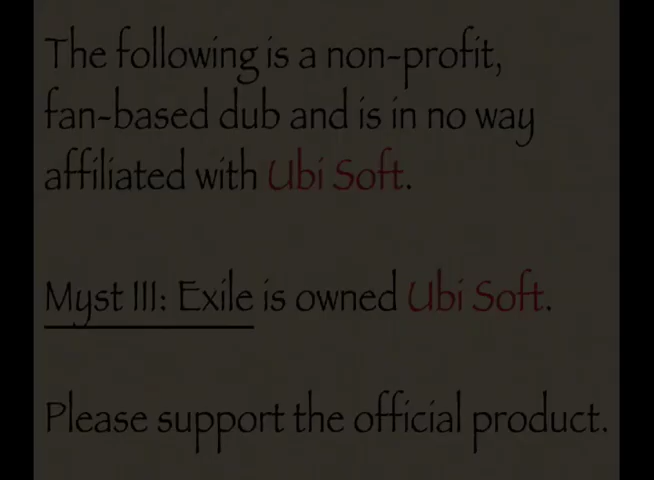 The following is a non-profit,
fan-based dub and is in no way
affiliated with Ubi Soft.
Myst III: Exile is owned Ubi Soft.
Please support the official product.